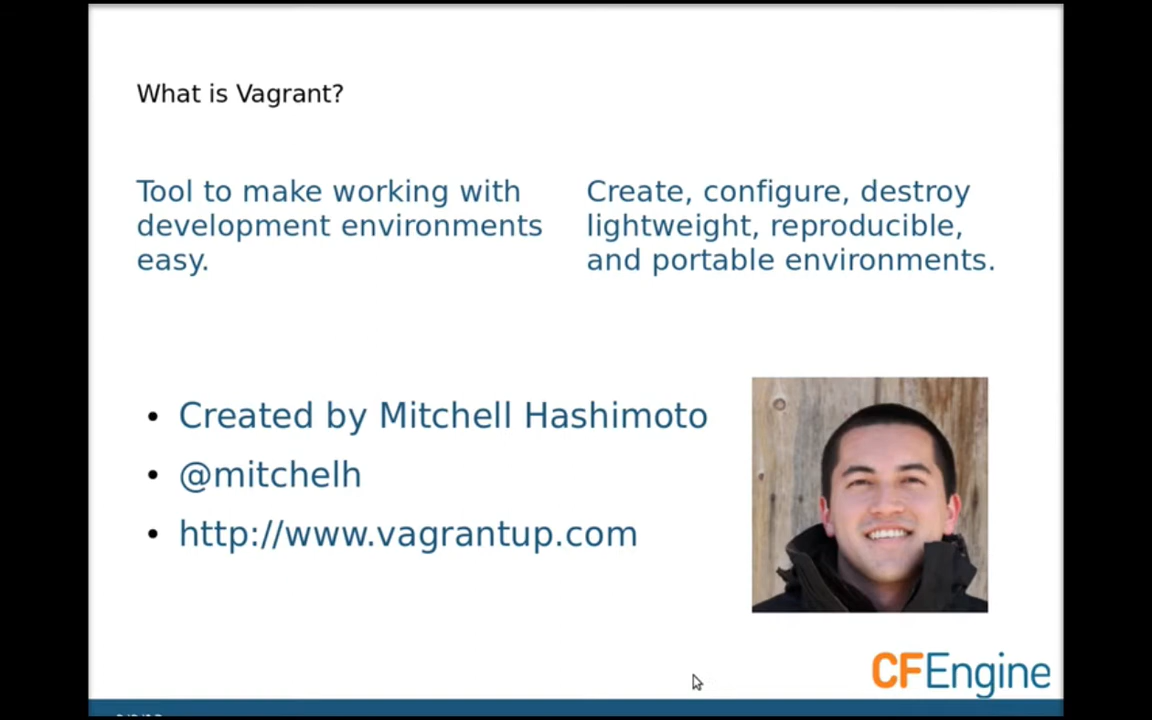 What is Vagrant?
Tool to make working with
development environments
easy.
Create, configure, destroy
lightweight, reproducible,
and portable environments.
• Created by Mitchell Hashimoto
• @mitchelh
• http://www.vagrantup.com
CFEngine